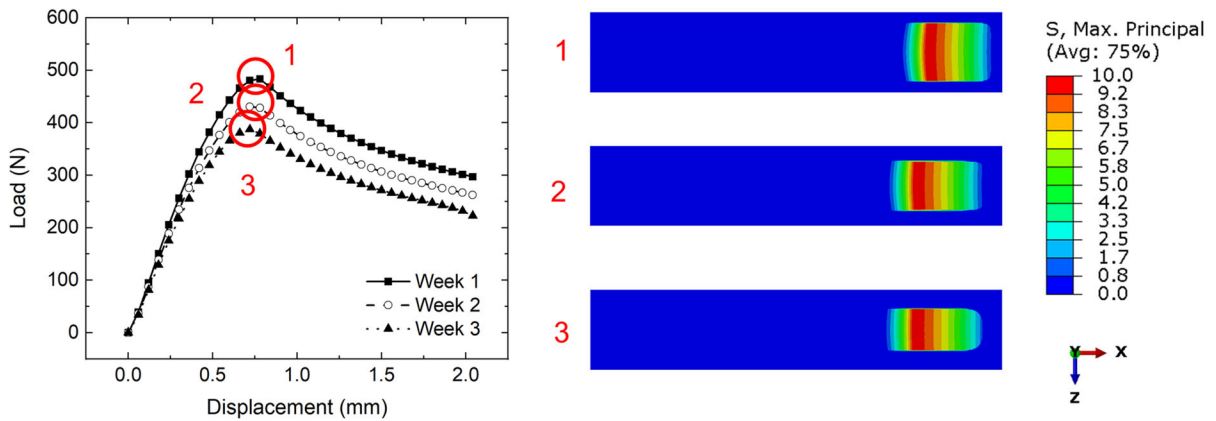 600
500
400
300
200
100
0
Load (N)
0.0 0.5 1.0 1.5 2.0
Displacement (mm)
1
2
3
Week 1
Week 2
Week 3
1
2
3
S, Max. Principal
(Avg: 75%)
10.0
9.2
8.3
7.5
6.7
5.8
5.0
4.2
3.3
2.5
1.7
0.8
0.0
Y X
Z